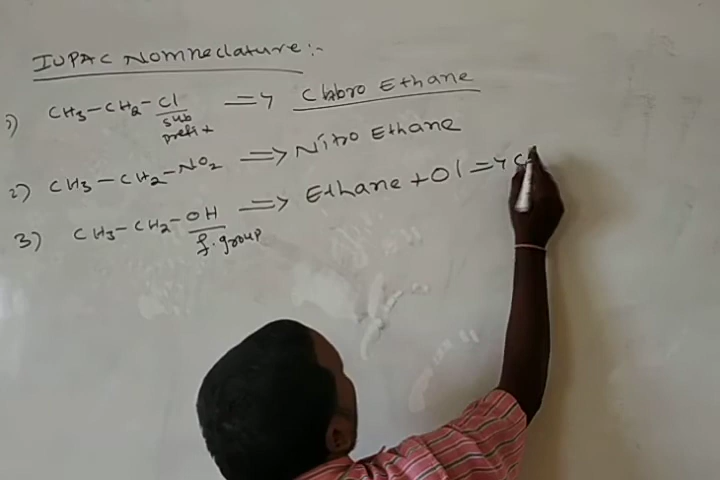 IUPAC Nomneclature:-
1) CH3-CH2-Cl => Chloro Ethane
sub
prefix
2) CH3-CH2-NO2 => Nitro Ethane
3) CH3-CH2-OH => Ethane + Ol =>
f.group